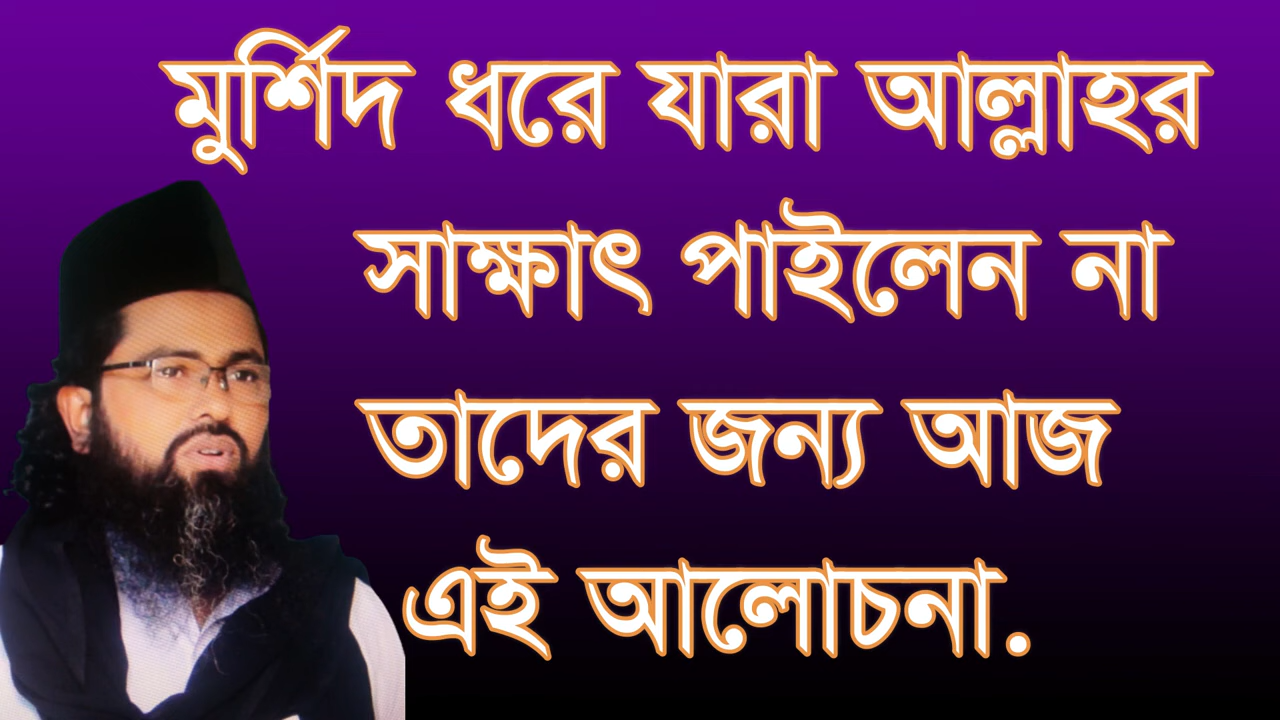 মুর্শিদ ধরে যারা আল্লাহর
সাক্ষাৎ পাইলেন না
তাদের জন্য আজ
এই আলোচনা.